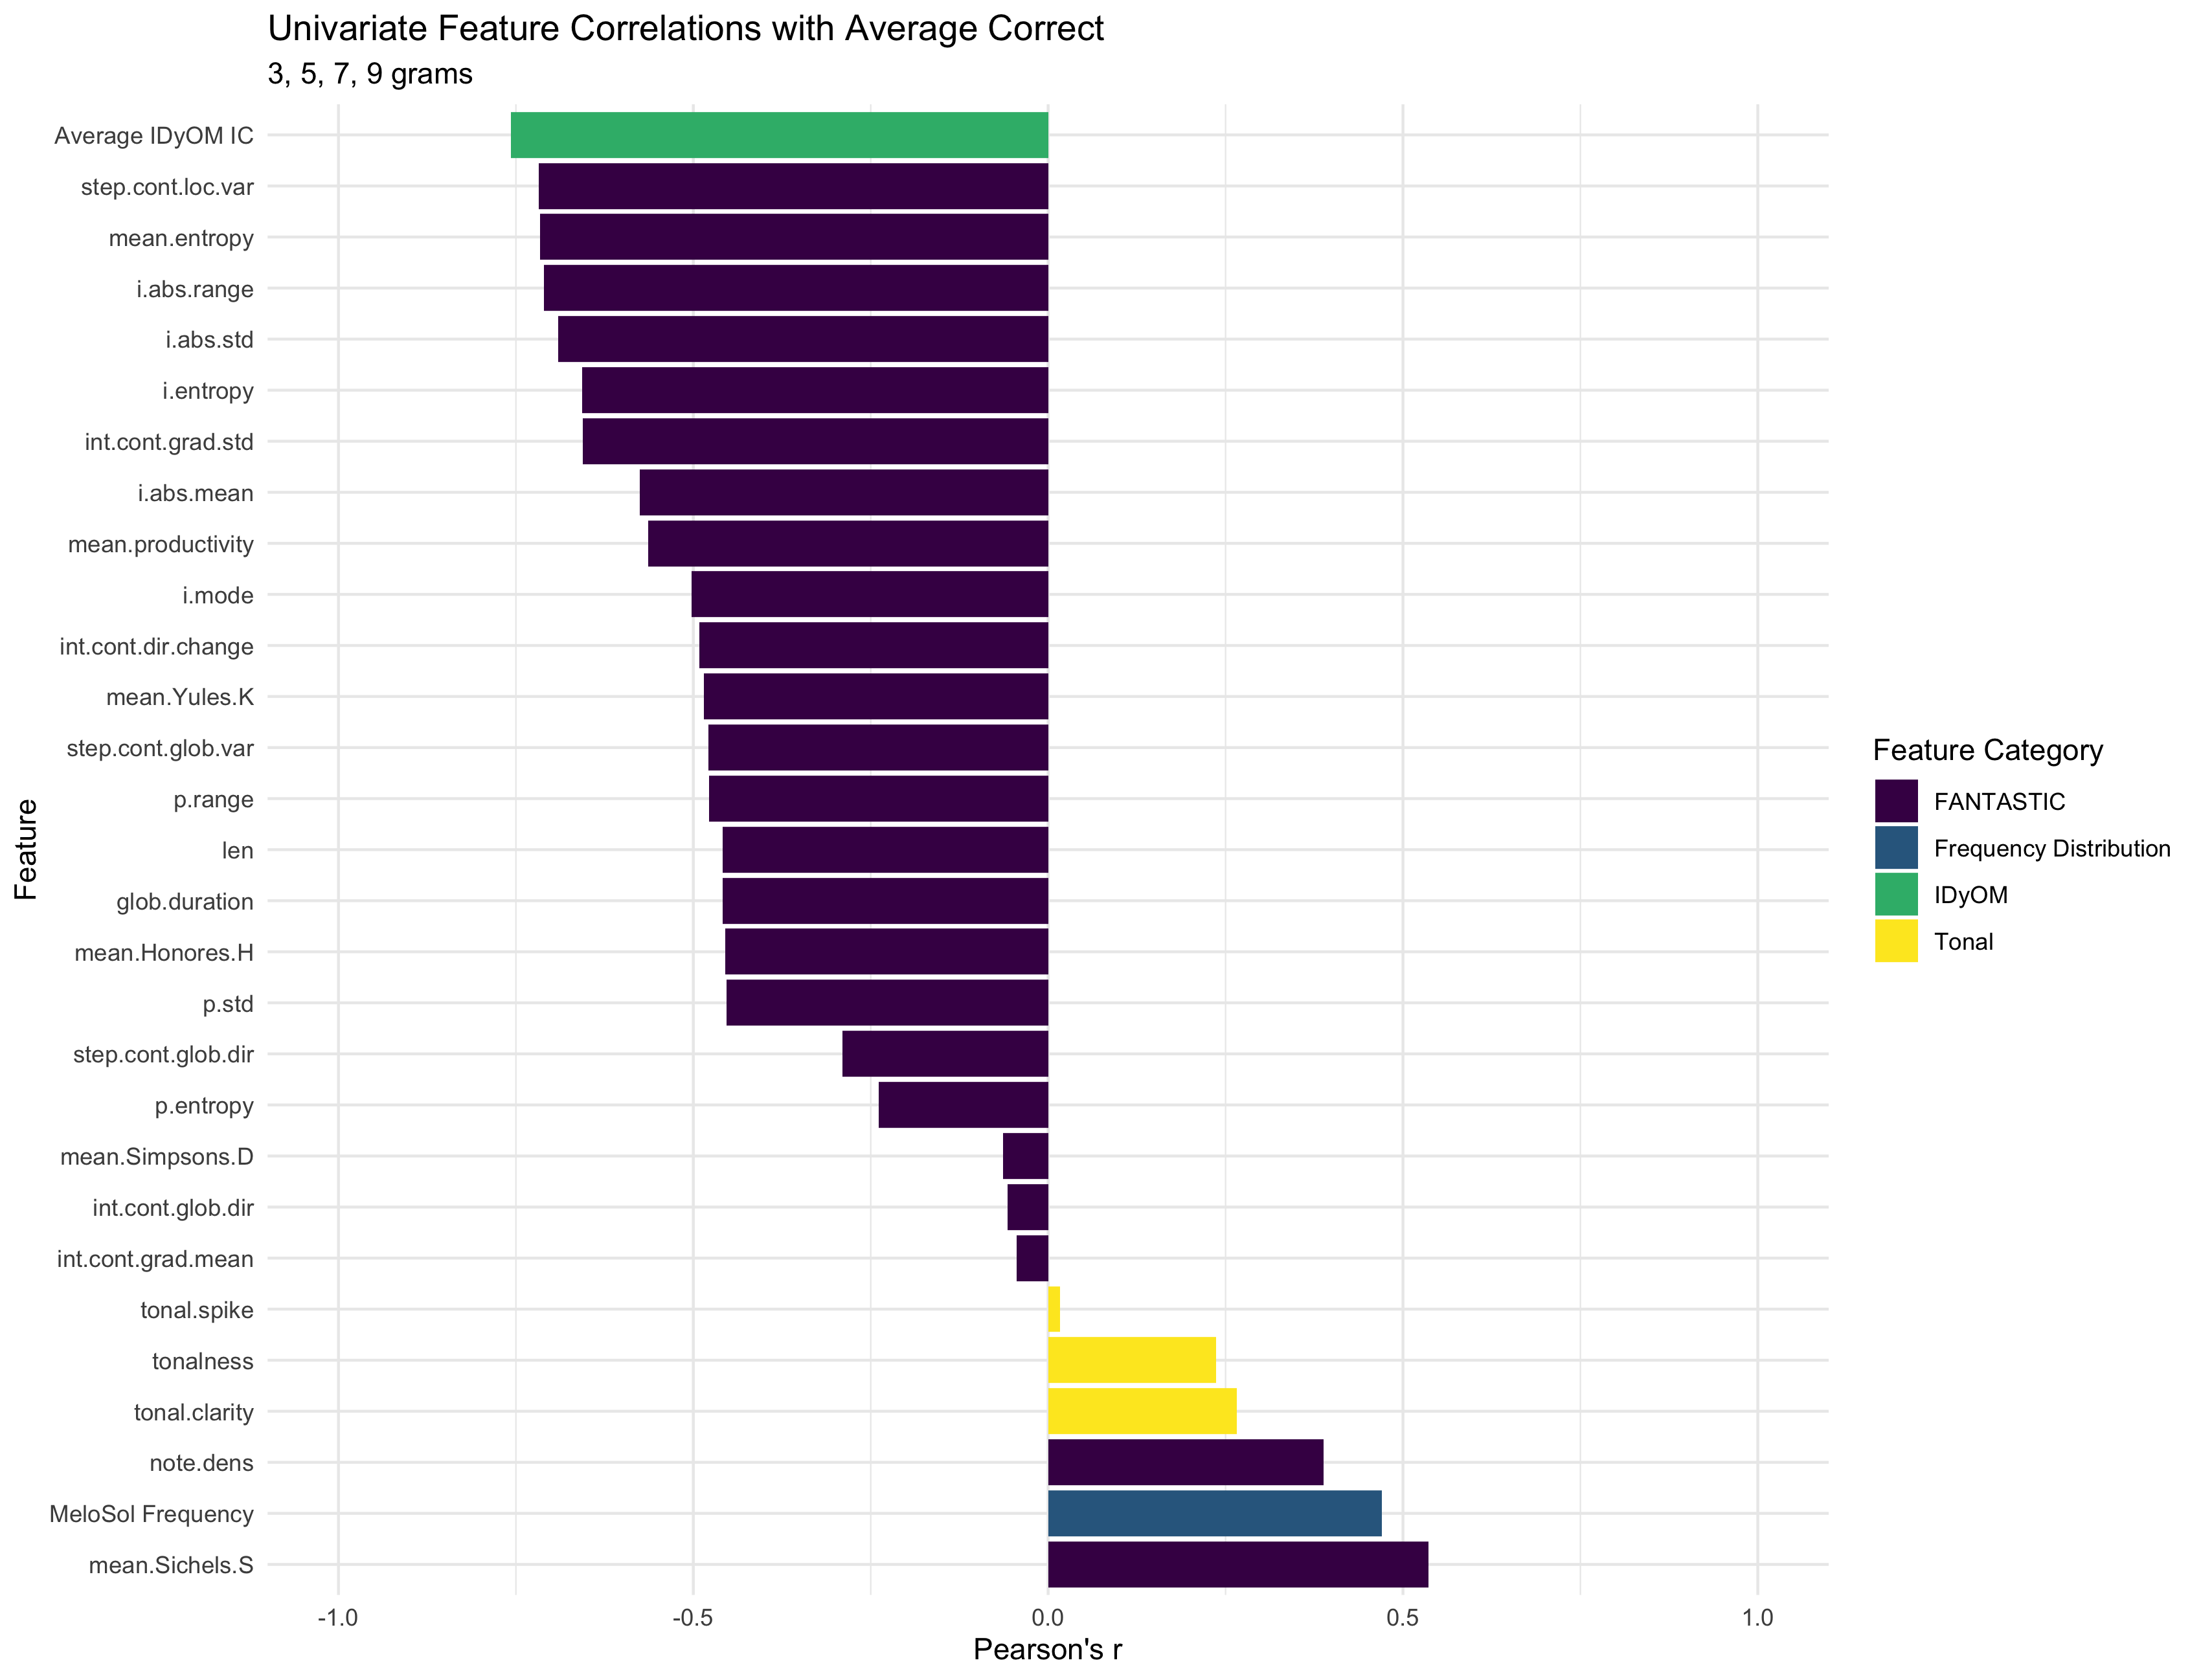 Univariate Feature Correlations with Average Correct
3, 5, 7, 9 grams
Feature
Average IDyOM IC
step.cont.loc.var
mean.entropy
i.abs.range
i.abs.std
i.entropy
int.cont.grad.std
i.abs.mean
mean.productivity
i.mode
int.cont.dir.change
mean.Yules.K
step.cont.glob.var
p.range
len
glob.duration
mean.Honores.H
p.std
step.cont.glob.dir
p.entropy
mean.Simpsons.D
int.cont.glob.dir
int.cont.grad.mean
tonal.spike
tonalness
tonal.clarity
note.dens
MeloSol Frequency
mean.Sichels.S
-1.0 -0.5 0.0 0.5 1.0
Pearson's r
Feature Category
FANTASTIC
Frequency Distribution
IDyOM
Tonal